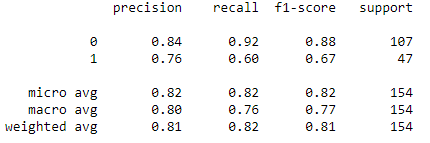 precision recall f1-score support
0 0.84 0.92 0.88 107
1 0.76 0.60 0.67 47
micro avg 0.82 0.82 0.82 154
macro avg 0.80 0.76 0.77 154
weighted avg 0.81 0.82 0.81 154